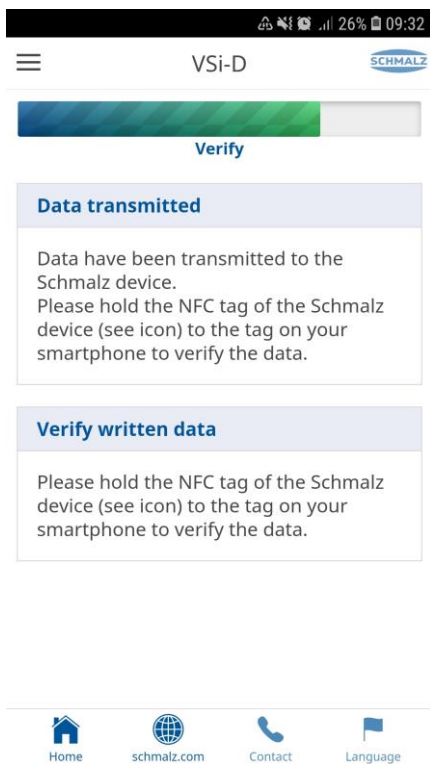 26% 09:32
VSi-D
SCHMALZ
Verify
Data transmitted
Data have been transmitted to the
Schmalz device.
Please hold the NFC tag of the Schmalz
device (see icon) to the tag on your
smartphone to verify the data.
Verify written data
Please hold the NFC tag of the Schmalz
device (see icon) to the tag on your
smartphone to verify the data.
Home schmalz.com Contact Language